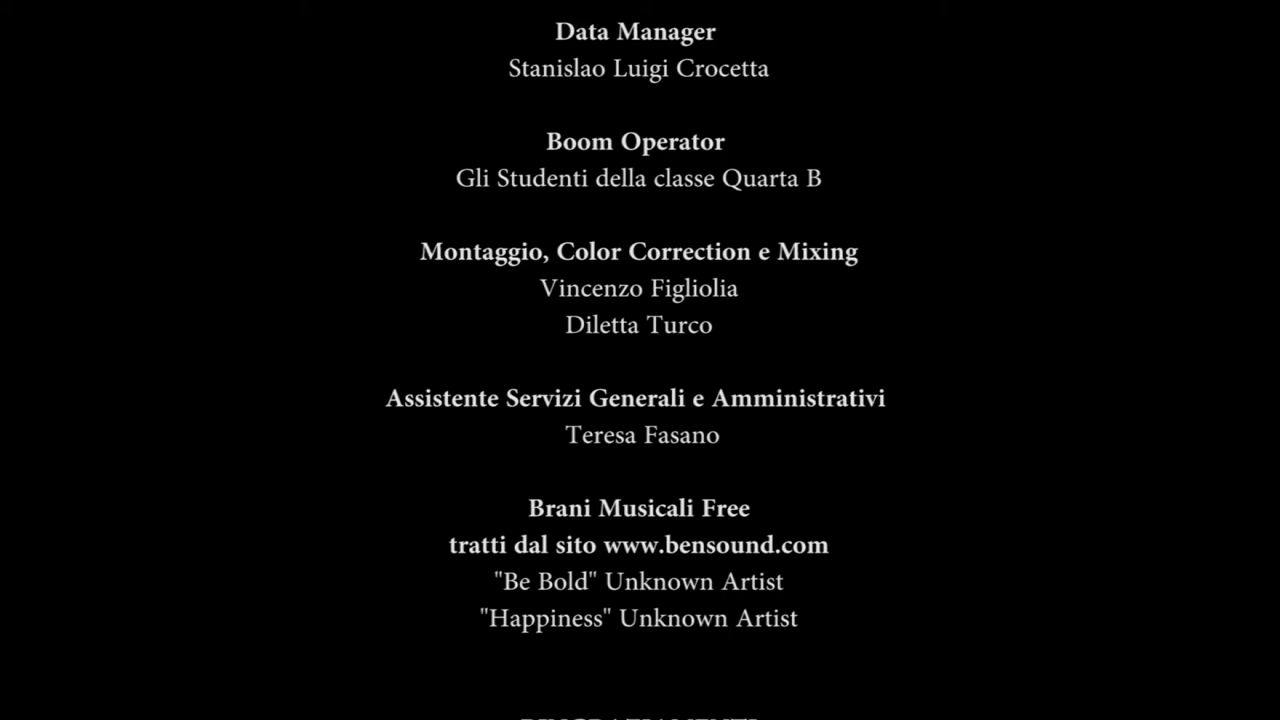 Data Manager
Stanislao Luigi Crocetta
Boom Operator
Gli Studenti della classe Quarta B
Montaggio, Color Correction e Mixing
Vincenzo Figliolia
Diletta Turco
Assistente Servizi Generali e Amministrativi
Teresa Fasano
Brani Musicali Free
tratti dal sito www.bensound.com
"Be Bold" Unknown Artist
"Happiness" Unknown Artist
RINGRAZIAMENTI